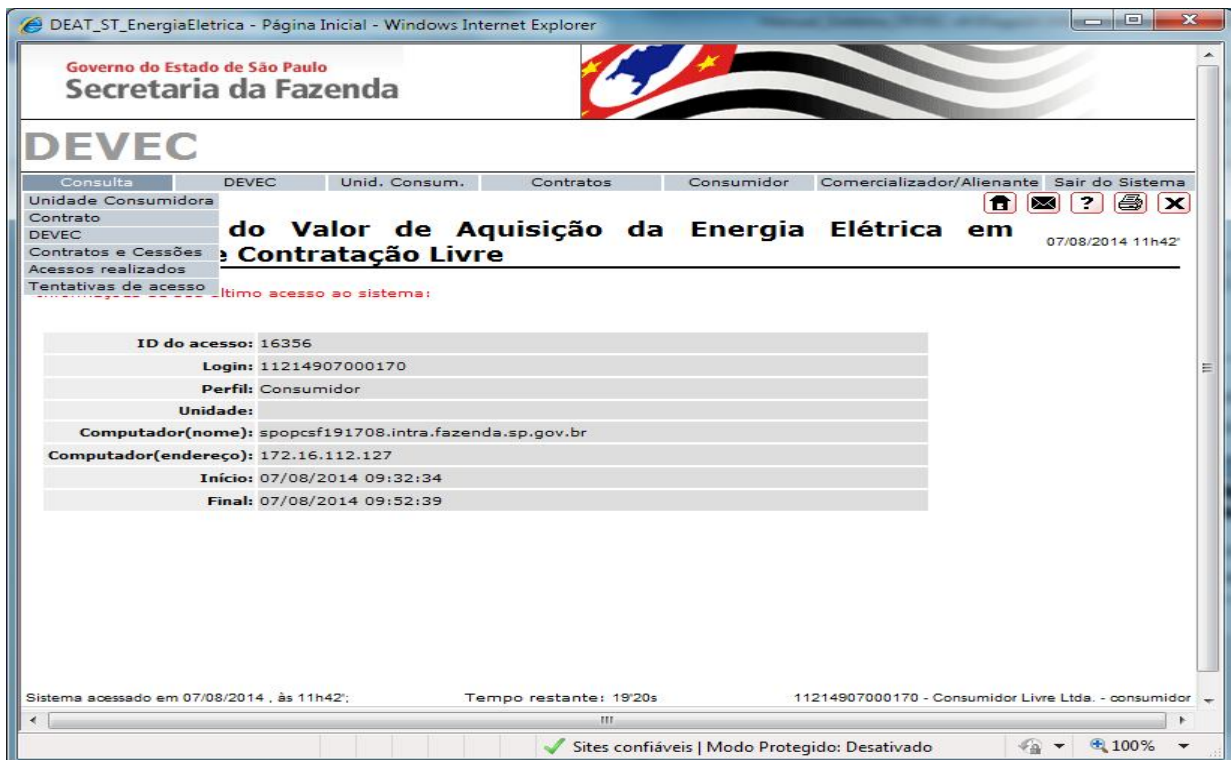 DEAT_ST_EnergiaEletrica - Página Inicial - Windows Internet Explorer
Governo do Estado de São Paulo
Secretaria da Fazenda
DEVEC
Consulta DEVEC Unid. Consum. Contratos Consumidor Comercializador/Alienante Sair do Sistema
Unidade Consumidora
Contrato
DEVEC
Contratos e Cessões
Acessos realizados
Tentativas de acesso
do Valor de Aquisição da Energia Elétrica em
e Contratação Livre
07/08/2014 11h42'
último acesso ao sistema:
ID do acesso: 16356
Login: 11214907000170
Perfil: Consumidor
Unidade:
Computador(nome): spopcsf191708.intra.fazenda.sp.gov.br
Computador(endereço): 172.16.112.127
Início: 07/08/2014 09:32:34
Final: 07/08/2014 09:52:39
Sistema acessado em 07/08/2014 , às 11h42'; Tempo restante: 19'20s 11214907000170 - Consumidor Livre Ltda. - consumidor
Sites confiáveis | Modo Protegido: Desativado 100%